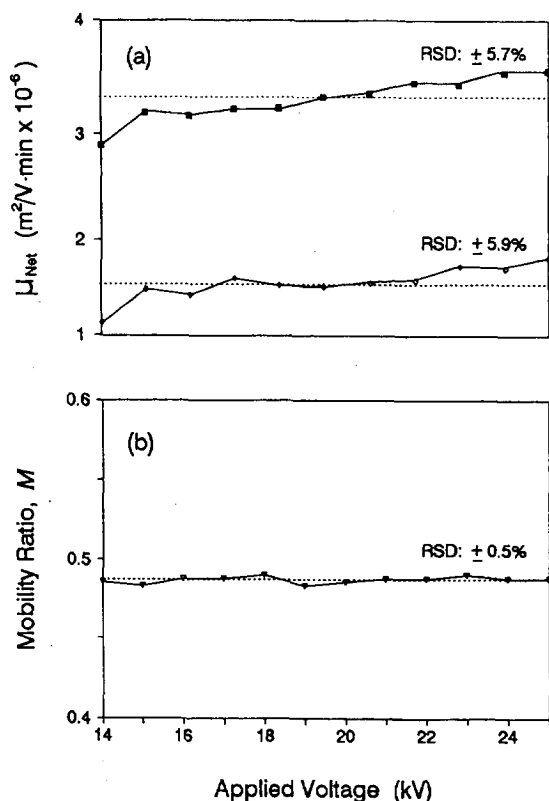 4
(a)
RSD: ± 5.7%
3
μNet (m²/V·min x 10⁻⁶)
2
RSD: ± 5.9%
1
0.6
(b)
Mobility Ratio, M
RSD: ± 0.5%
0.5
0.4
14 16 18 20 22 24
Applied Voltage (kV)